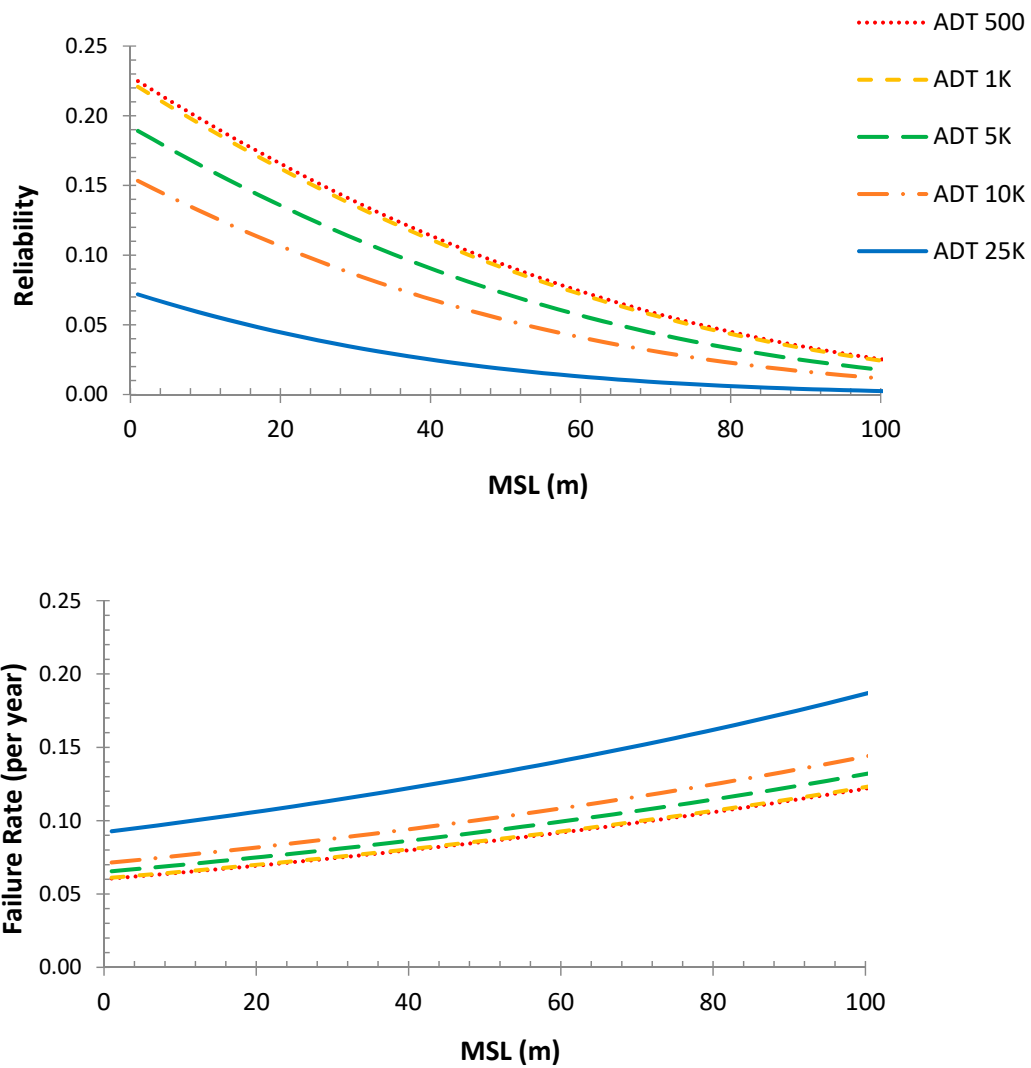 ADT 500
ADT 1K
ADT 5K
ADT 10K
ADT 25K
0.25
0.20
0.15
0.10
0.05
0.00
Reliability
0 20 40 60 80 100
MSL (m)
0.25
0.20
0.15
0.10
0.05
0.00
Failure Rate (per year)
0 20 40 60 80 100
MSL (m)